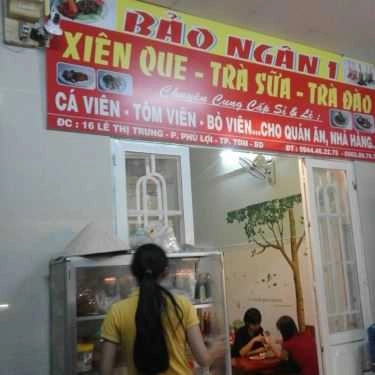 BẢO NGÂN 1
XIÊN QUE - TRÀ SỮA - TRÀ ĐÀO
Chuyên Cung Cấp Sỉ & Lẻ :
CÁ VIÊN - TÔM VIÊN - BÒ VIÊN...CHO QUÁN ĂN, NHÀ HÀNG.
ĐC : 16 LÊ THỊ TRUNG - P. PHÚ LỢI - TP. TDM - BD